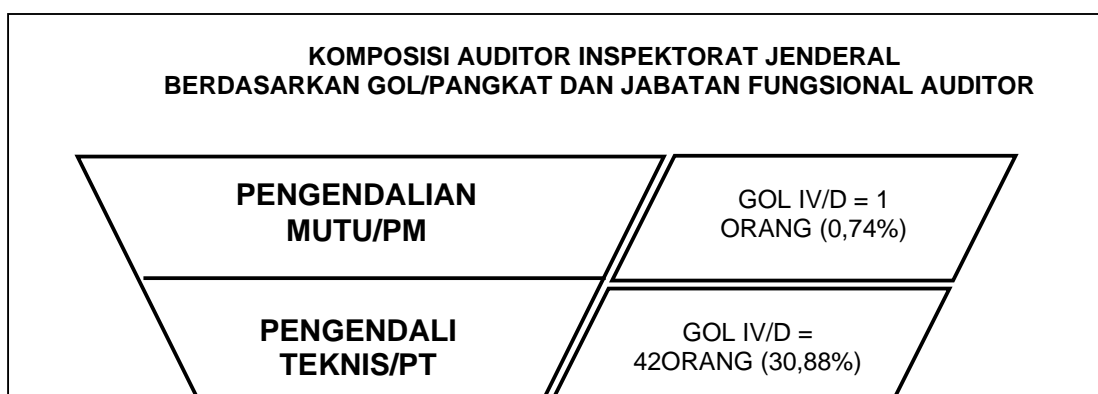 KOMPOSISI AUDITOR INSPEKTORAT JENDERAL
BERDASARKAN GOL/PANGKAT DAN JABATAN FUNGSIONAL AUDITOR
PENGENDALIAN
MUTU/PM
GOL IV/D = 1
ORANG (0,74%)
PENGENDALI
TEKNIS/PT
GOL IV/D =
42ORANG (30,88%)